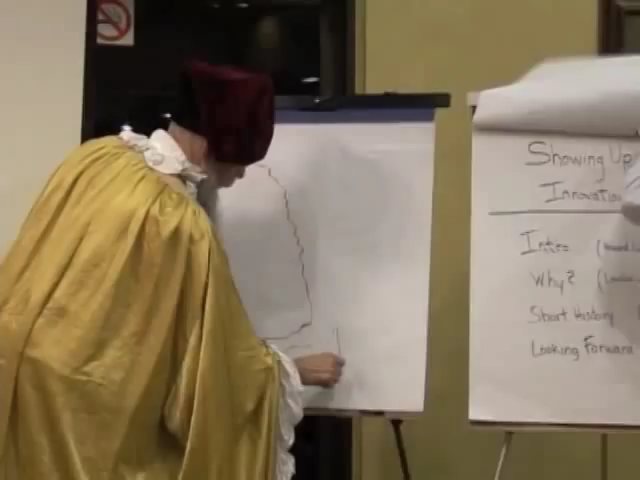 Showing Up
Innovation
Intro
Why?
Short History
Looking Forward